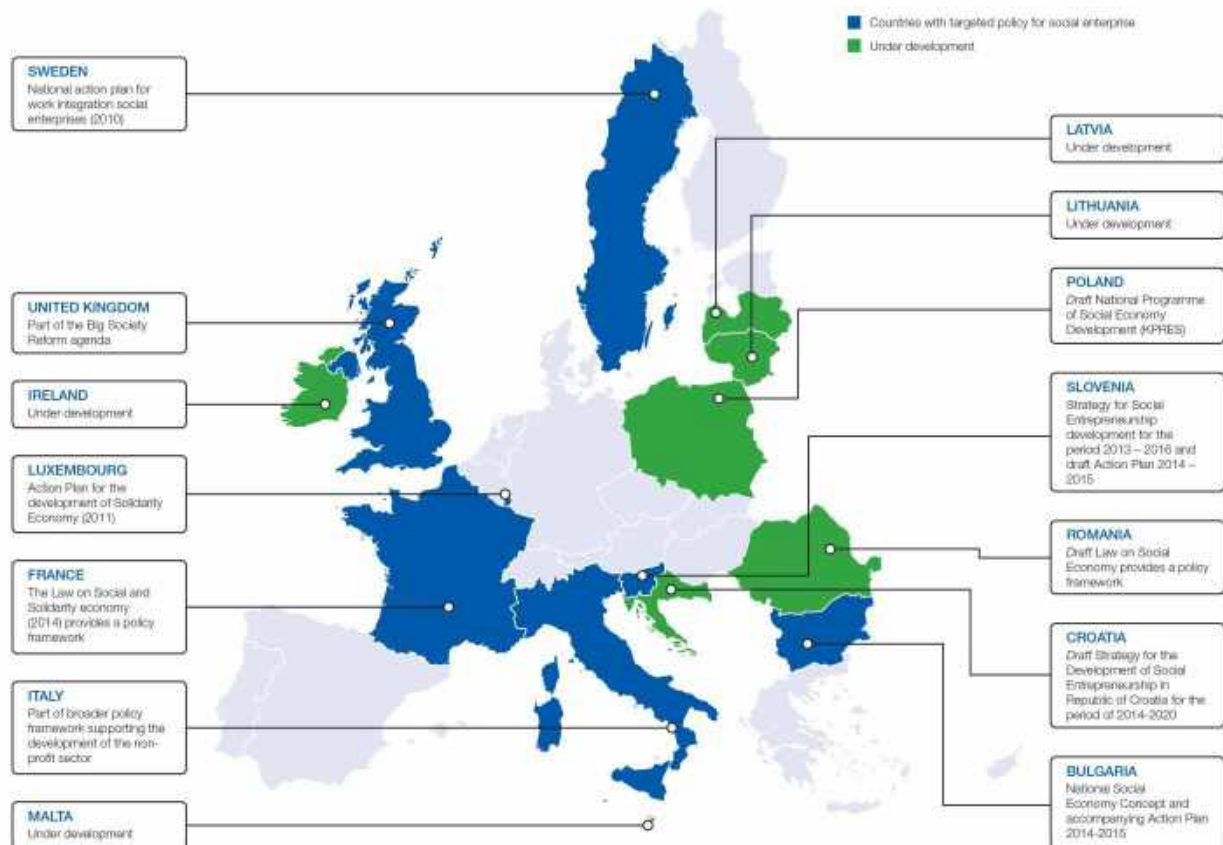 Countries with targeted policy for social enterprise
Under development
SWEDEN
National action plan for
work integration social
enterprises (2010)
UNITED KINGDOM
Part of the Big Society
Reform agenda
IRELAND
Under development
LUXEMBOURG
Action Plan for the
development of Solidarity
Economy (2011)
FRANCE
The Law on Social and
Solidarity economy
(2014) provides a policy
framework
ITALY
Part of broader policy
framework supporting the
development of the non-
profit sector
MALTA
Under development
LATVIA
Under development
LITHUANIA
Under development
POLAND
Draft National Programme
of Social Economy
Development (KPRES)
SLOVENIA
Strategy for Social
Entrepreneurship
development for the
period 2013 – 2016 and
draft Action Plan 2014 –
2015
ROMANIA
Draft Law on Social
Economy provides a policy
framework
CROATIA
Draft Strategy for the
Development of Social
Entrepreneurship in
Republic of Croatia for the
period of 2014-2020
BULGARIA
National Social
Economy Concept and
accompanying Action Plan
2014-2015